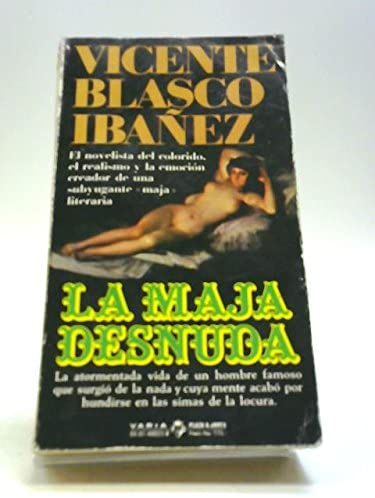 VICENTE
BLASCO
IBAÑEZ
El novelista del colorido,
el realismo y la emoción
creador de una
subyugante «maja»
literaria
LA MAJA
DESNUDA
La atormentada vida de un hombre famoso
que surgió de la nada y cuya mente acabó por
hundirse en las simas de la locura.
VARIA